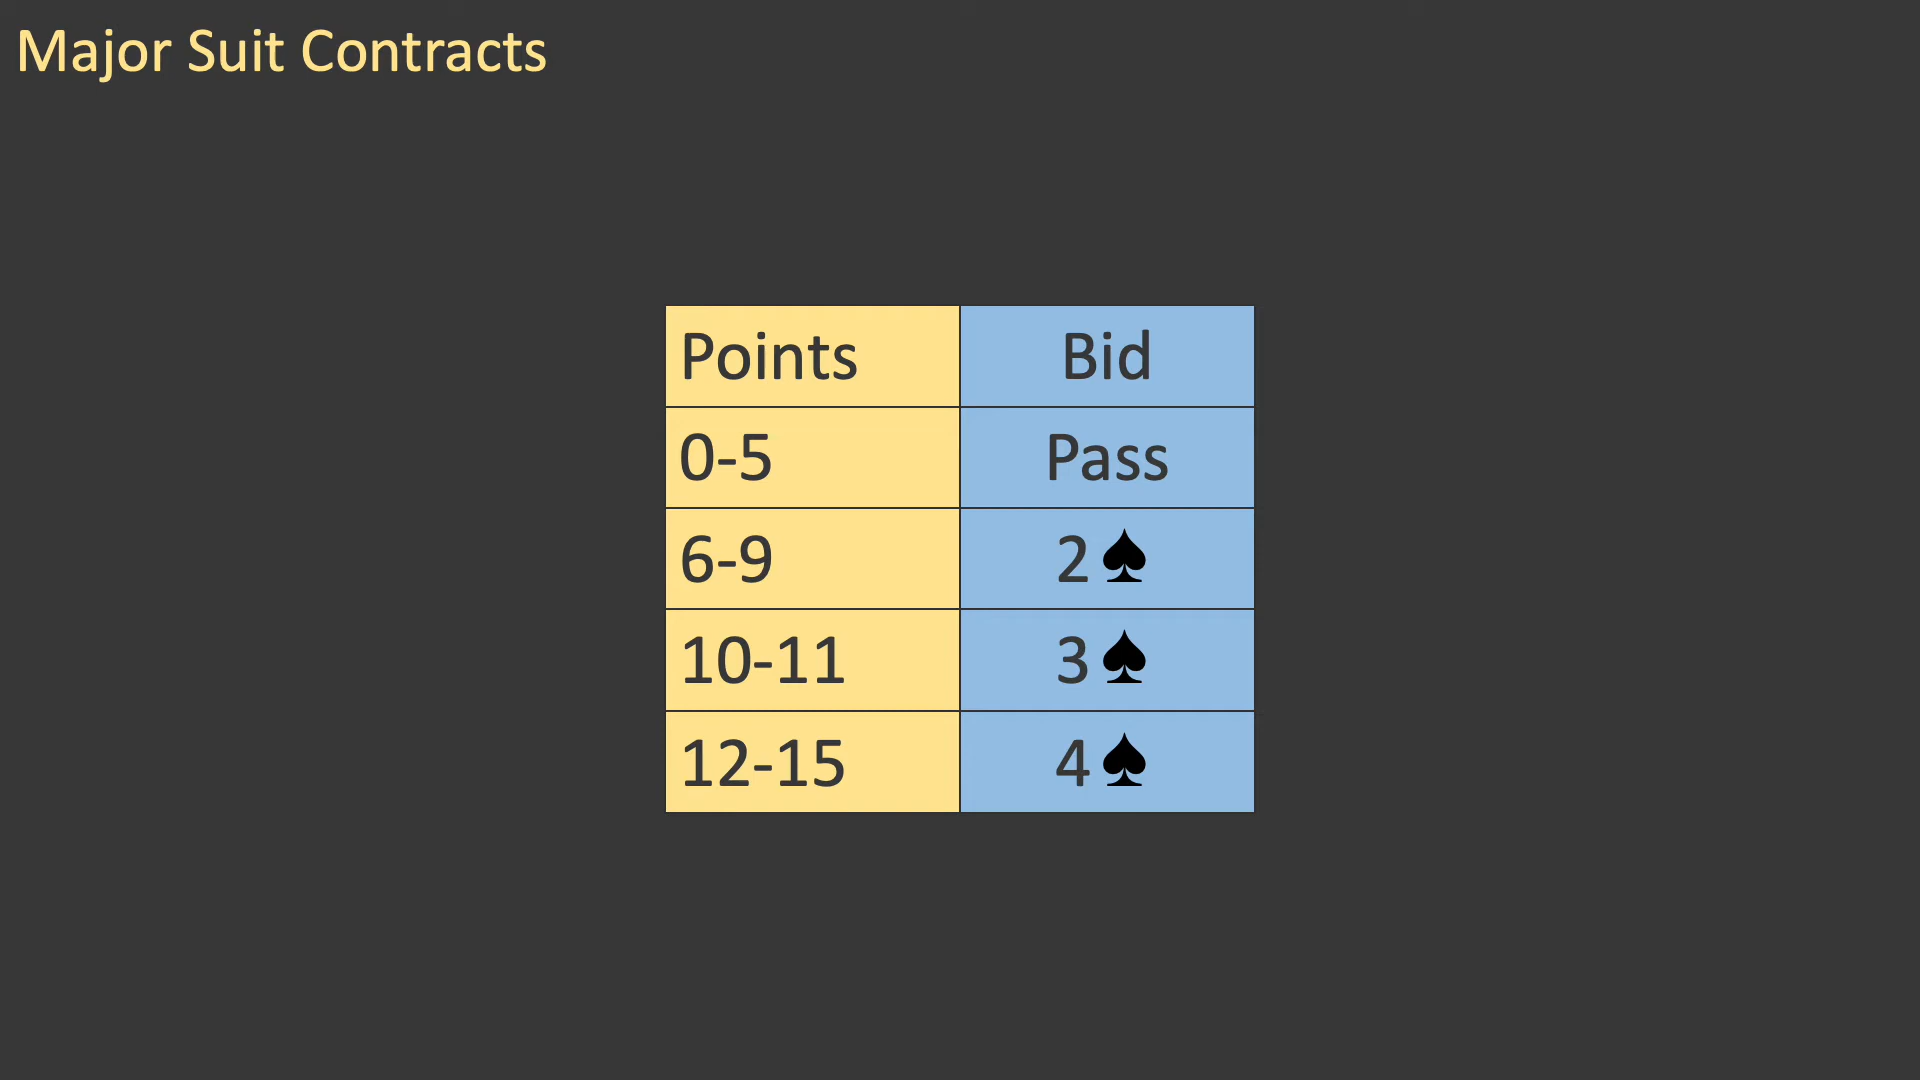 Major Suit Contracts
Points Bid
0-5 Pass
6-9 2♠
10-11 3♠
12-15 4♠